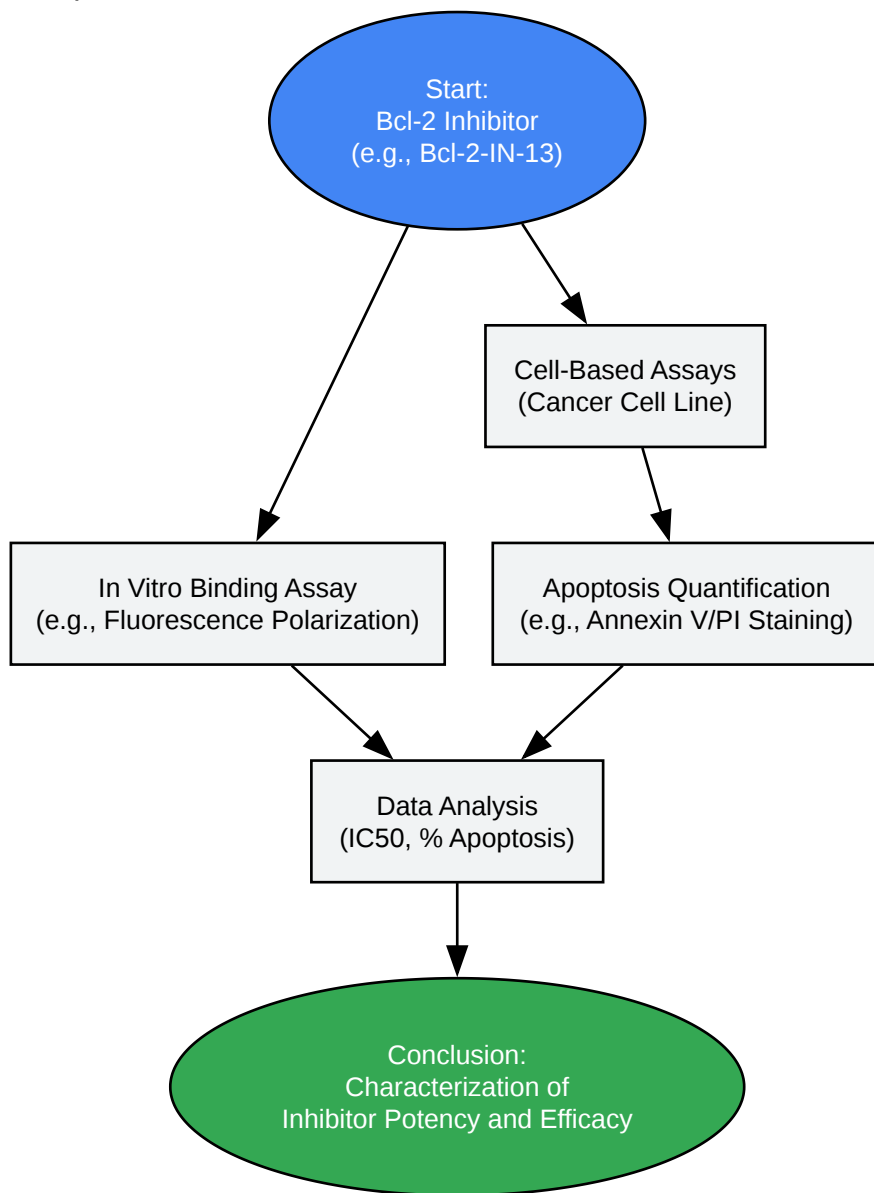 Start:
Bcl-2 Inhibitor
(e.g., Bcl-2-IN-13)
Cell-Based Assays
(Cancer Cell Line)
In Vitro Binding Assay
(e.g., Fluorescence Polarization)
Apoptosis Quantification
(e.g., Annexin V/PI Staining)
Data Analysis
(IC50, % Apoptosis)
Conclusion:
Characterization of
Inhibitor Potency and Efficacy